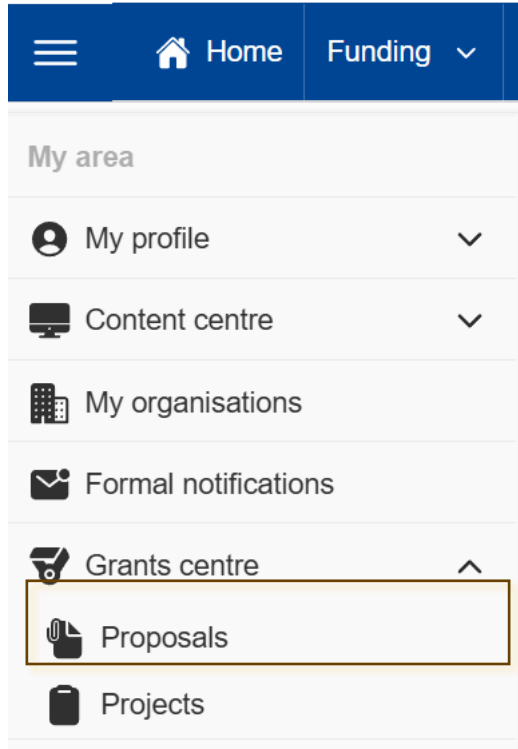 Home Funding
My area
My profile
Content centre
My organisations
Formal notifications
Grants centre
Proposals
Projects